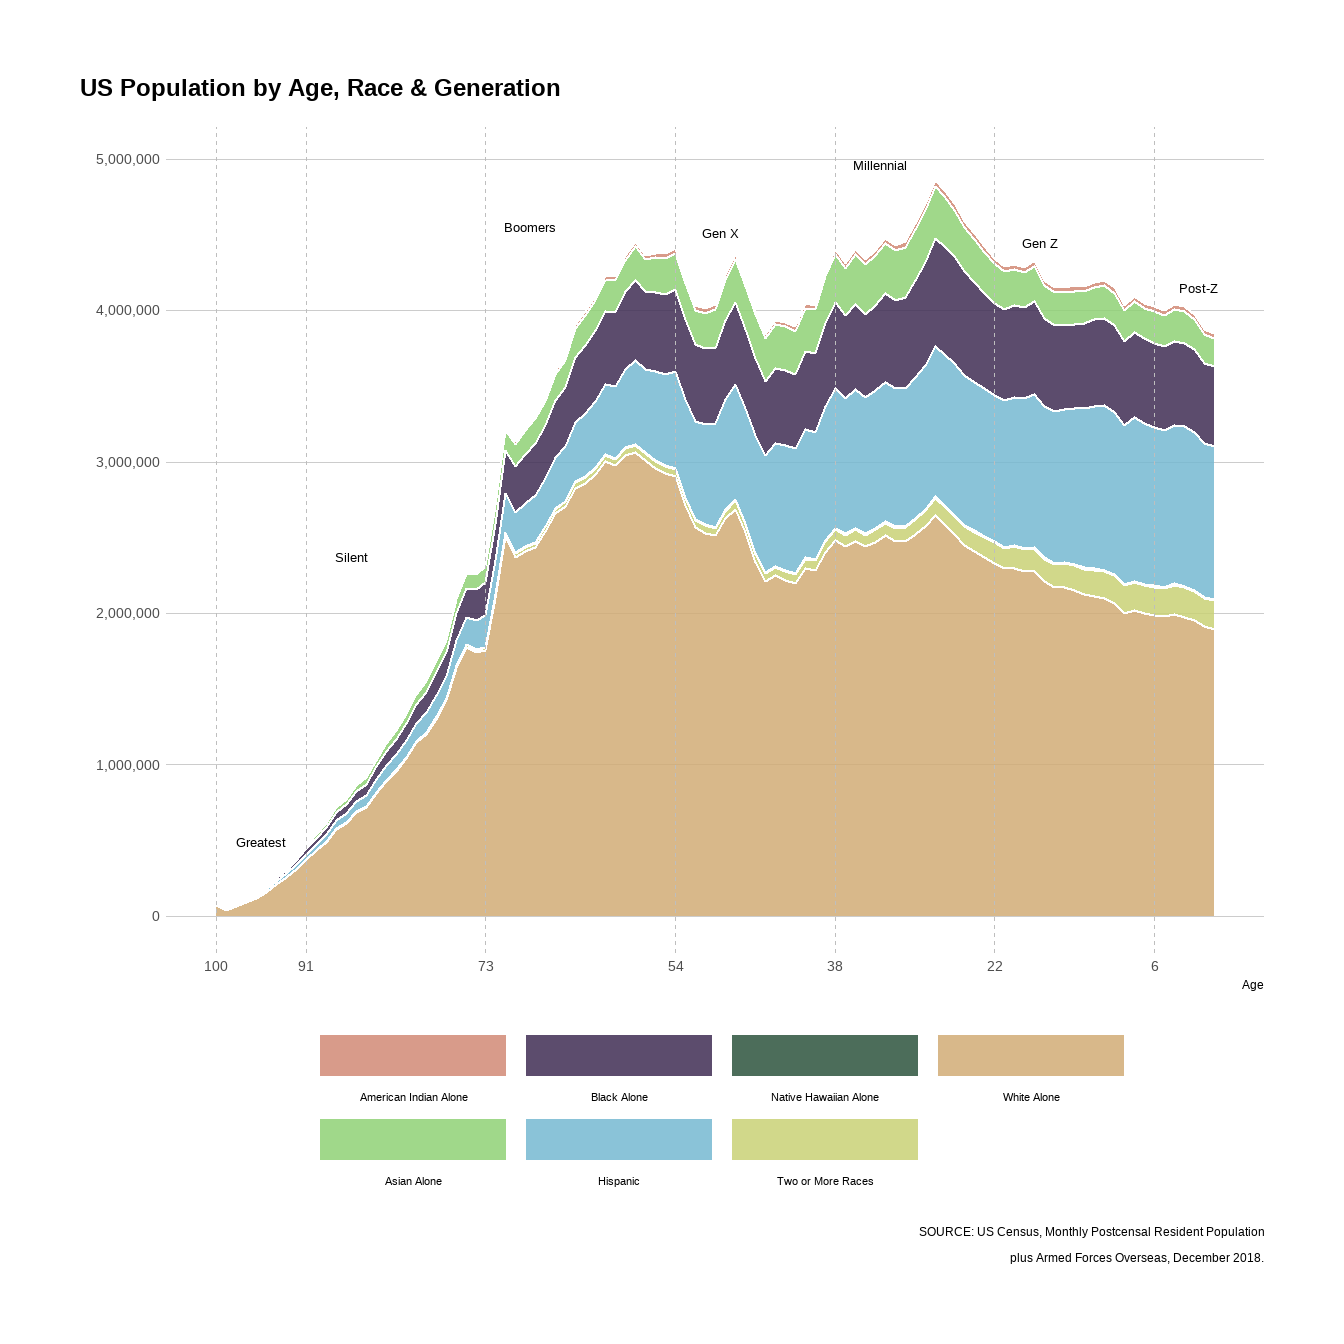 US Population by Age, Race & Generation
5,000,000
Millennial
Boomers
Gen X
Gen Z
Post-Z
4,000,000
3,000,000
Silent
2,000,000
1,000,000
Greatest
0
100 91 73 54 38 22 6
Age
American Indian Alone Black Alone Native Hawaiian Alone White Alone
Asian Alone Hispanic Two or More Races
SOURCE: US Census, Monthly Postcensal Resident Population
plus Armed Forces Overseas, December 2018.